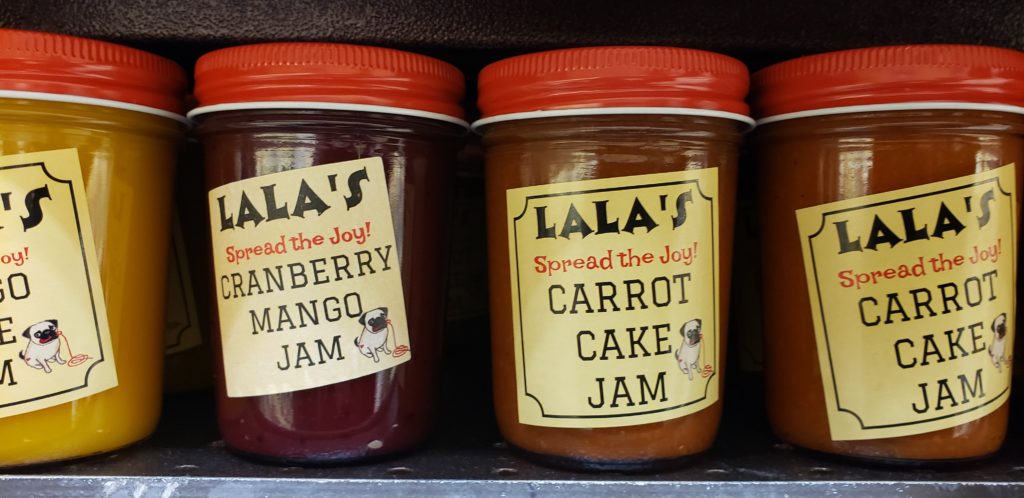 LALA'S
Spread the Joy!
CRANBERRY
MANGO
JAM
LALA'S
Spread the Joy!
CARROT
CAKE
JAM
LALA'S
Spread the Joy!
CARROT
CAKE
JAM